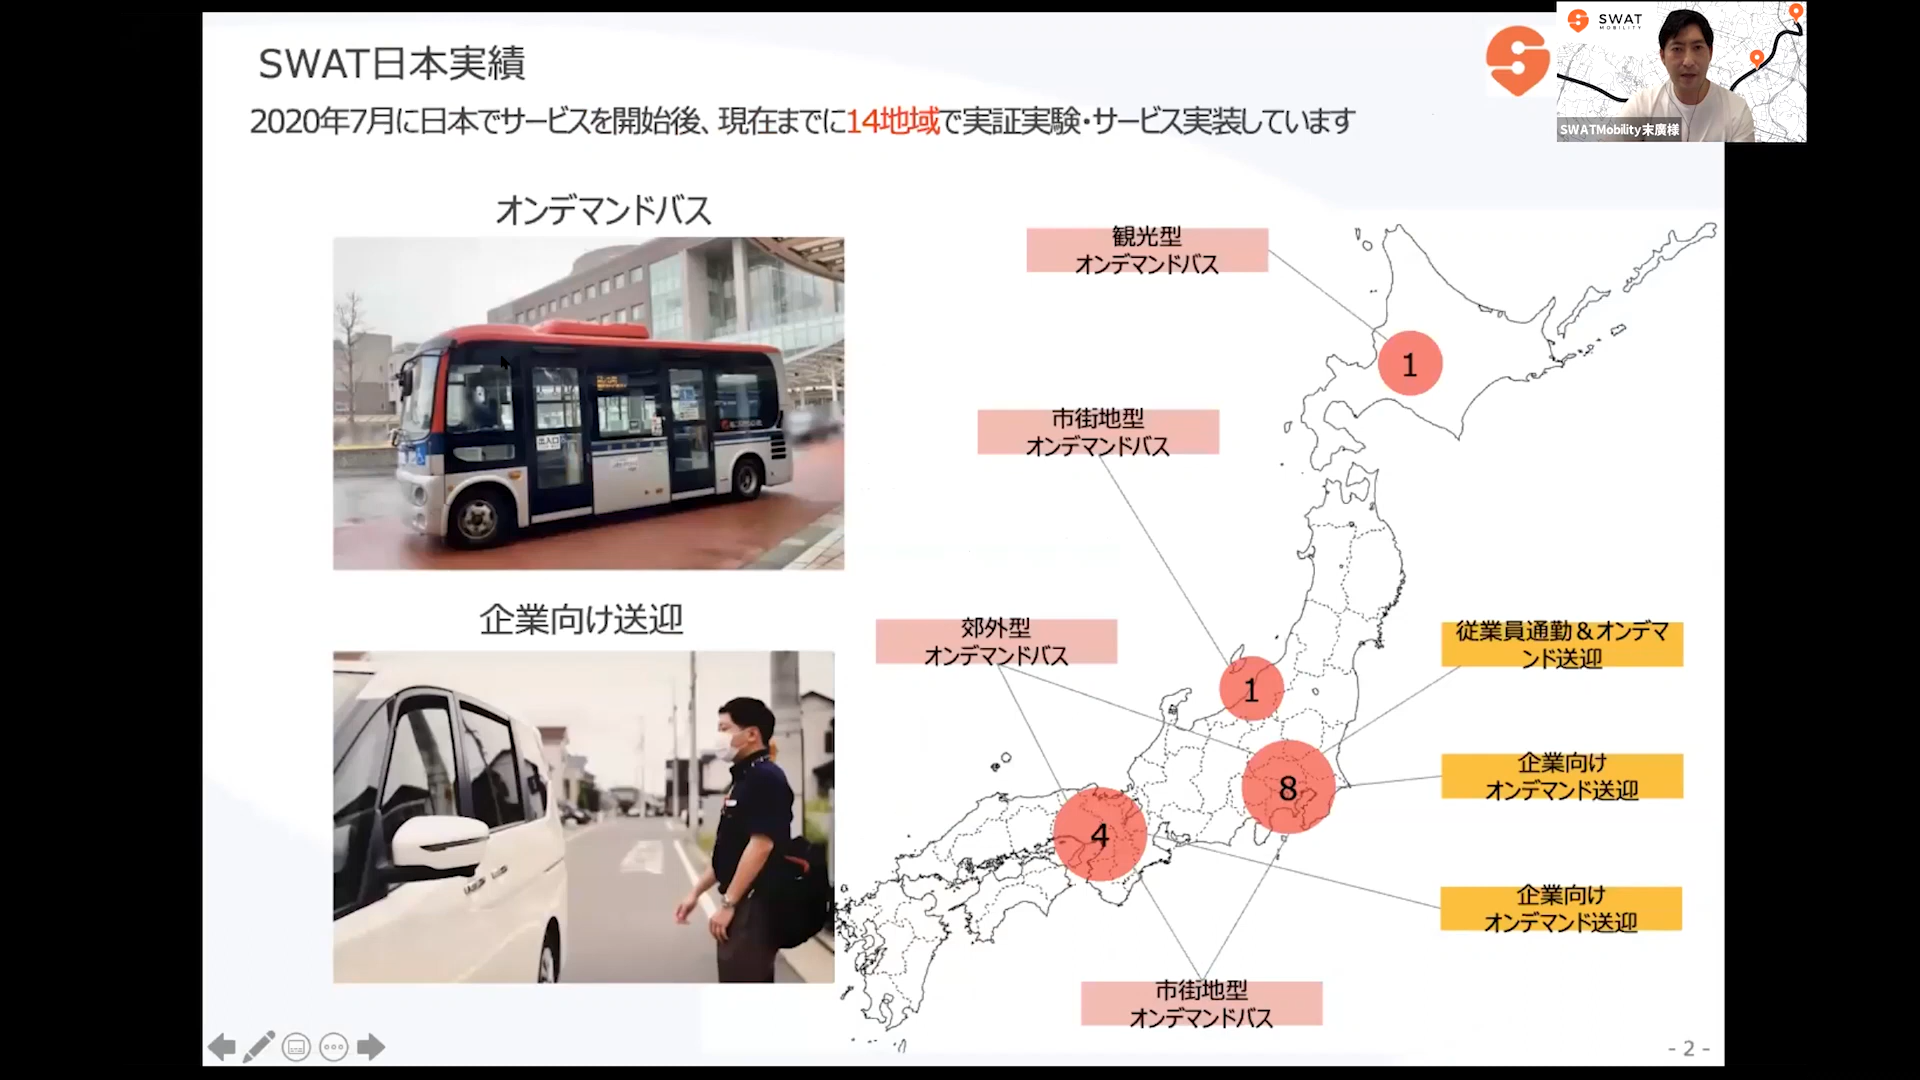 SWAT日本実績
2020年7月に日本でサービスを開始後、現在までに14地域で実証実験・サービス実装しています
SWAT
MOBILITY
SWATMobility末廣様
オンデマンドバス
出入口
企業向け送迎
観光型
オンデマンドバス
1
市街地型
オンデマンドバス
郊外型
オンデマンドバス
従業員通勤&オンデマ
ンド送迎
1
企業向け
オンデマンド送迎
8
4
企業向け
オンデマンド送迎
市街地型
オンデマンドバス
- 2 -